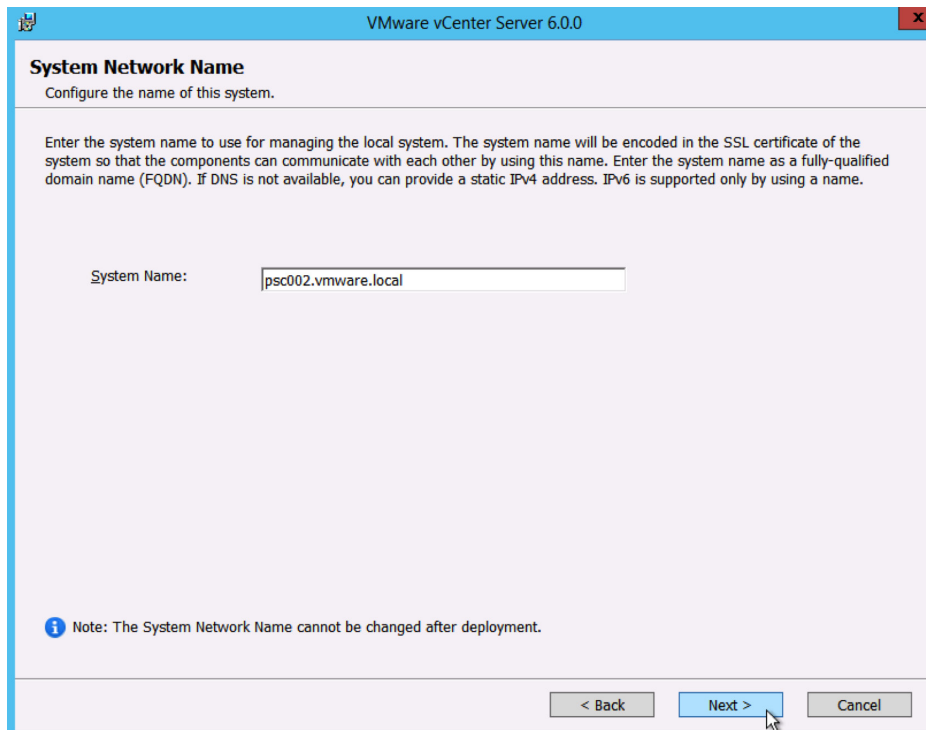 VMware vCenter Server 6.0.0
x
System Network Name
Configure the name of this system.
Enter the system name to use for managing the local system. The system name will be encoded in the SSL certificate of the
system so that the components can communicate with each other by using this name. Enter the system name as a fully-qualified
domain name (FQDN). If DNS is not available, you can provide a static IPv4 address. IPv6 is supported only by using a name.
System Name:
psc002.vmware.local
Note: The System Network Name cannot be changed after deployment.
< Back
Next >
Cancel